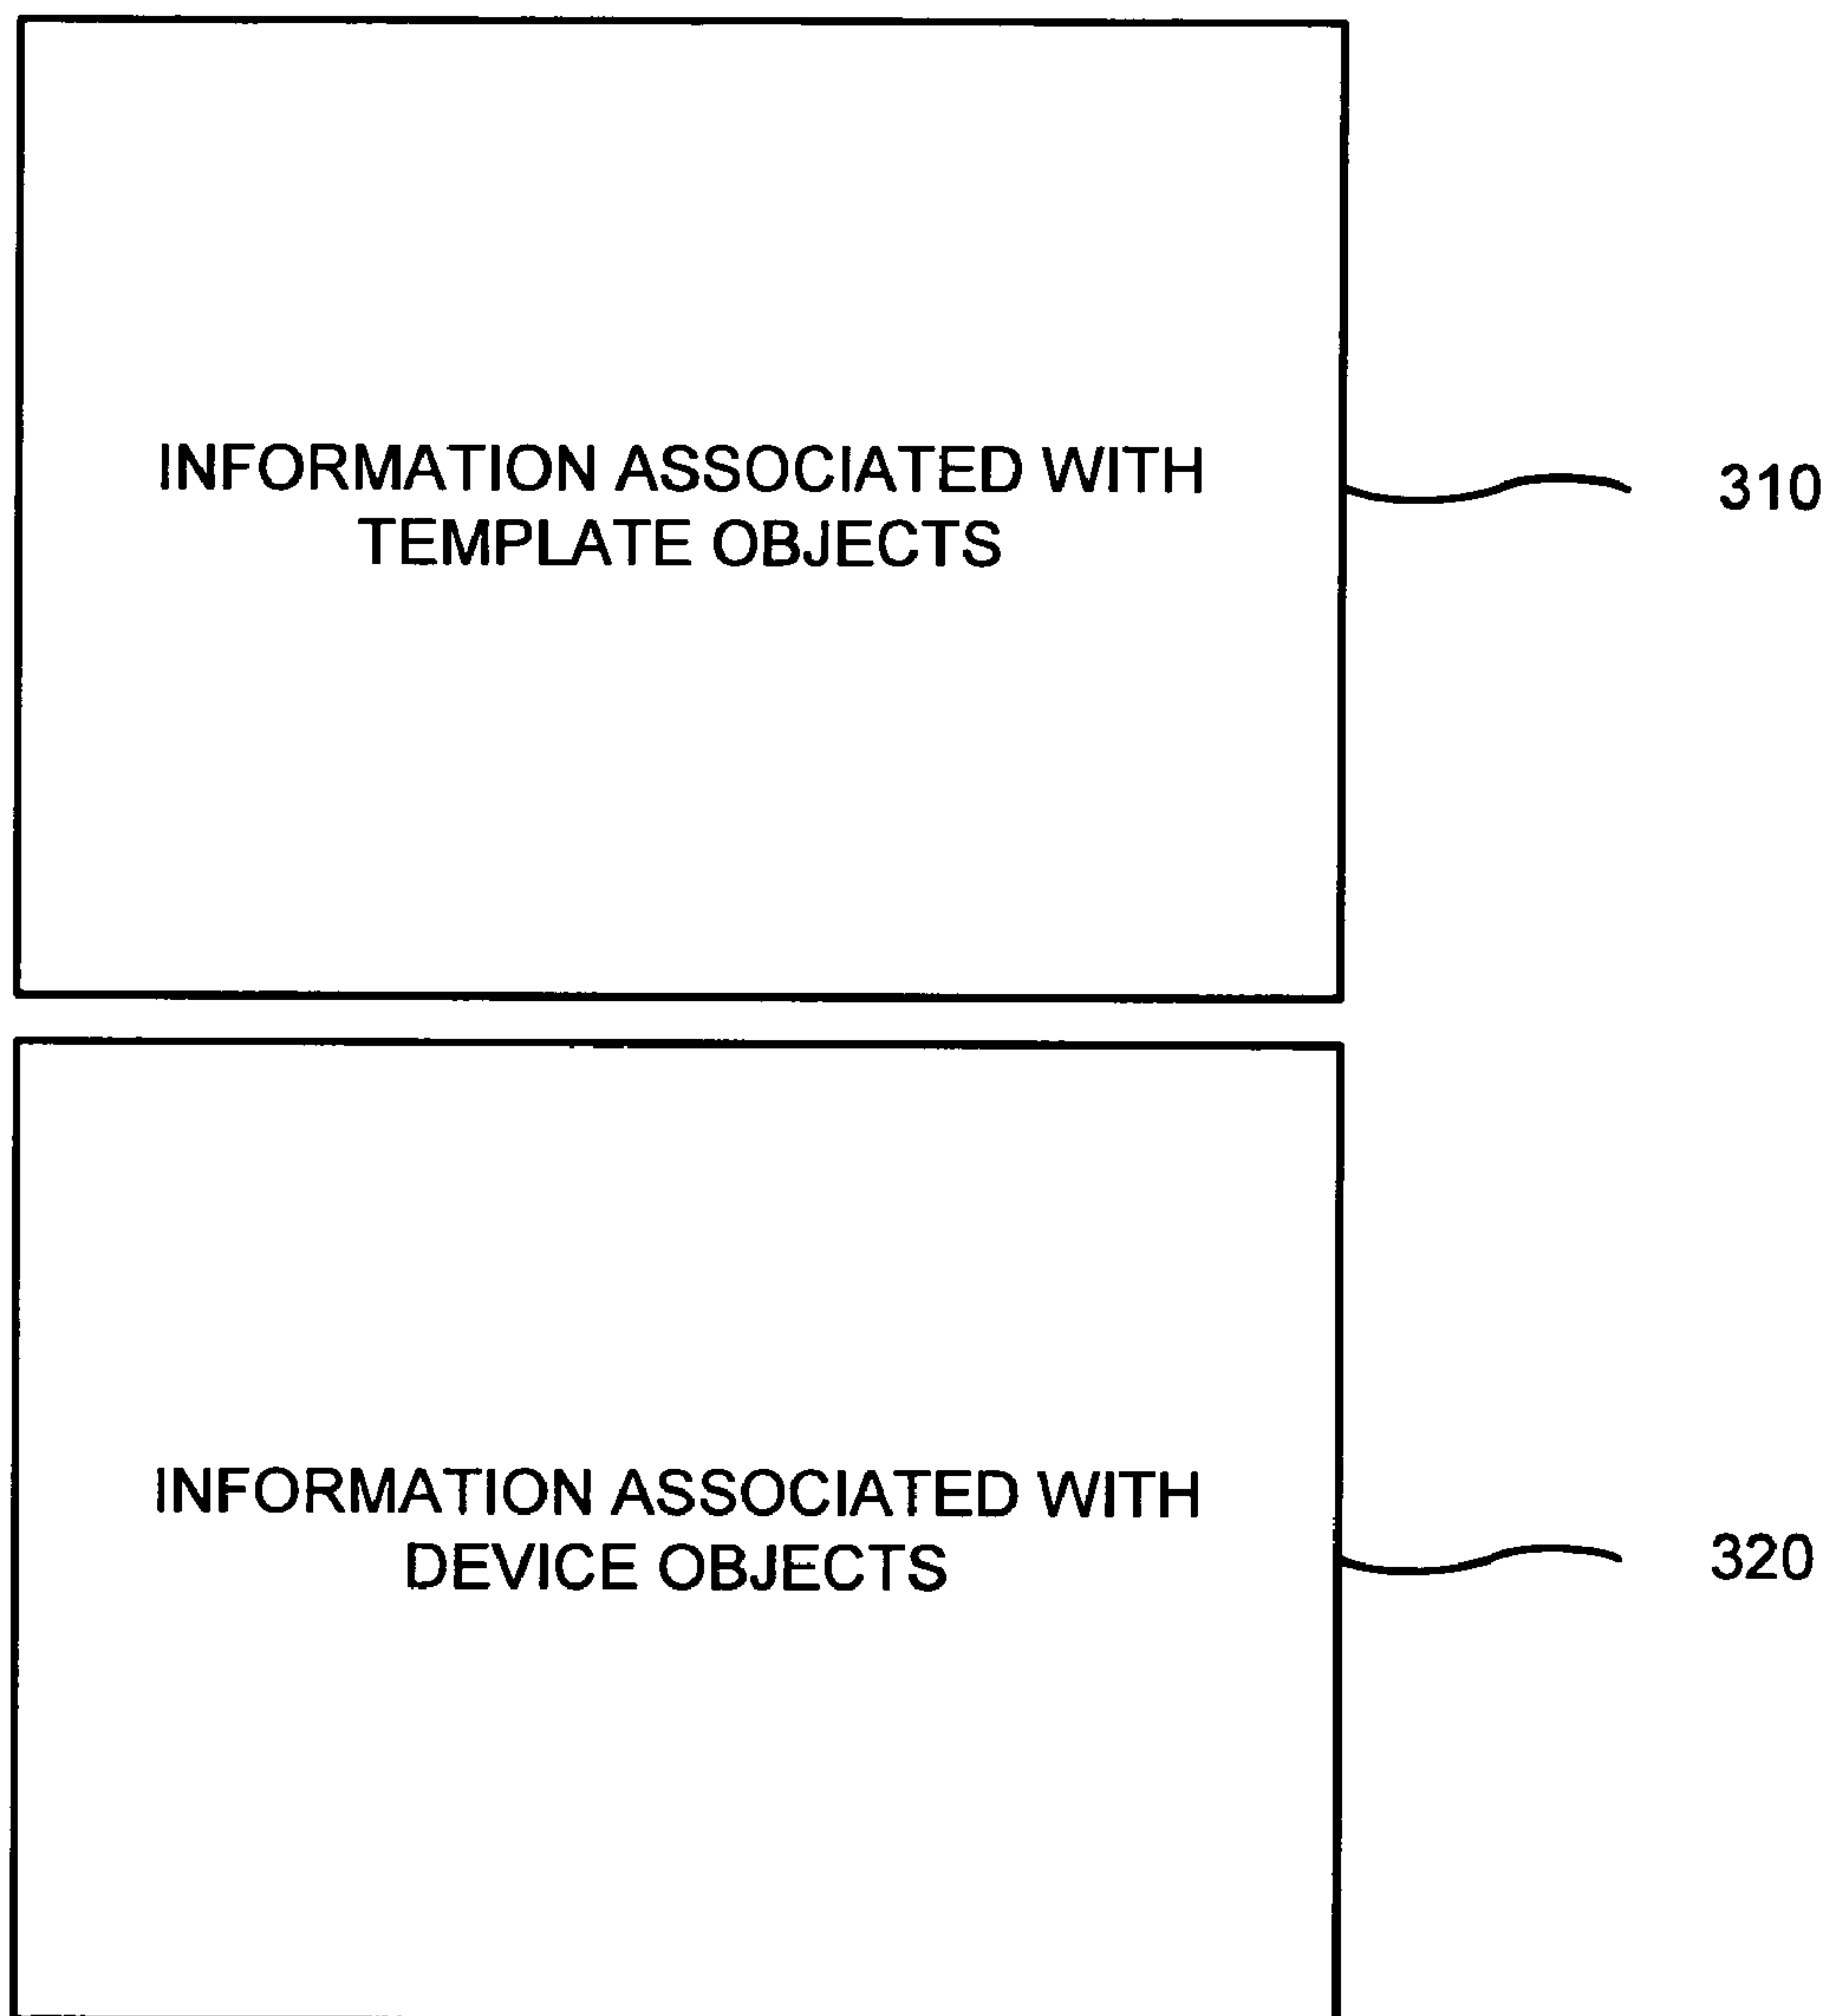 INFORMATION ASSOCIATED WITH
TEMPLATE OBJECTS
310
INFORMATION ASSOCIATED WITH
DEVICE OBJECTS
320